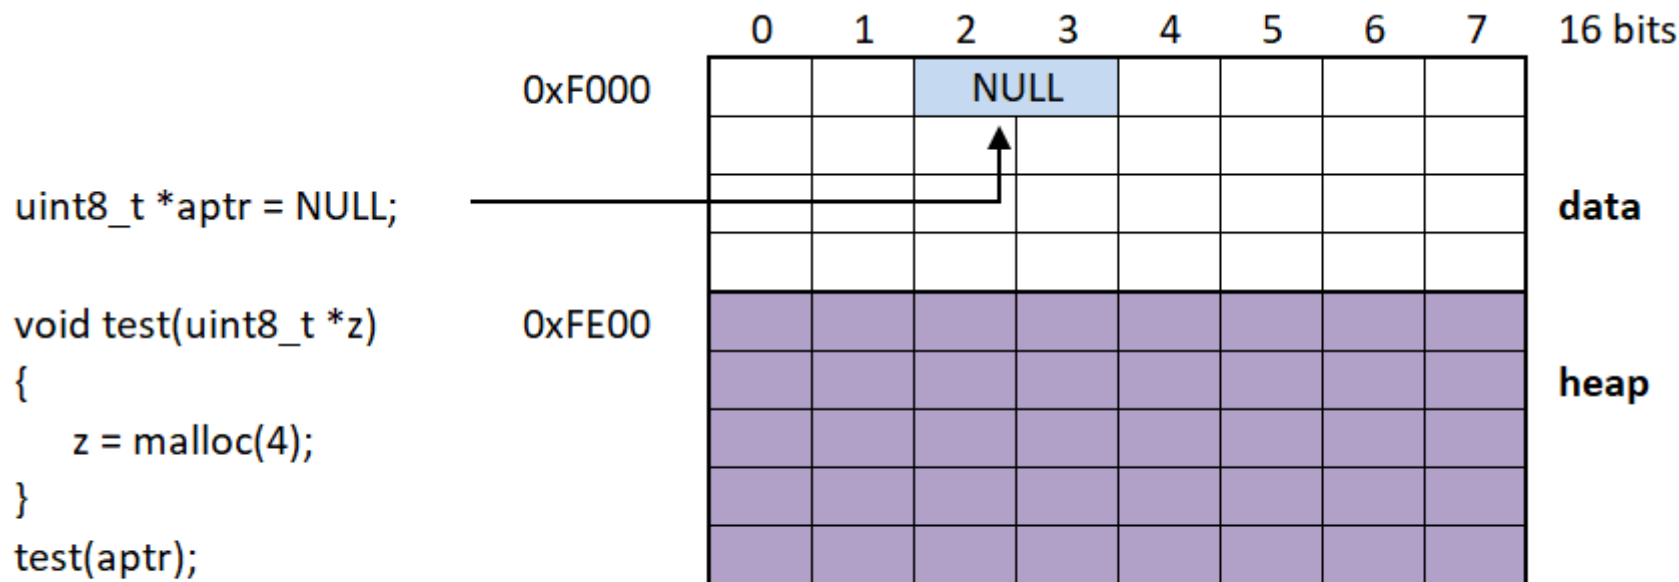 0 1 2 3 4 5 6 7 16 bits
0xF000 NULL
uint8_t *aptr = NULL; data
void test(uint8_t *z) 0xFE00
{ heap
z = malloc(4);
}
test(aptr);